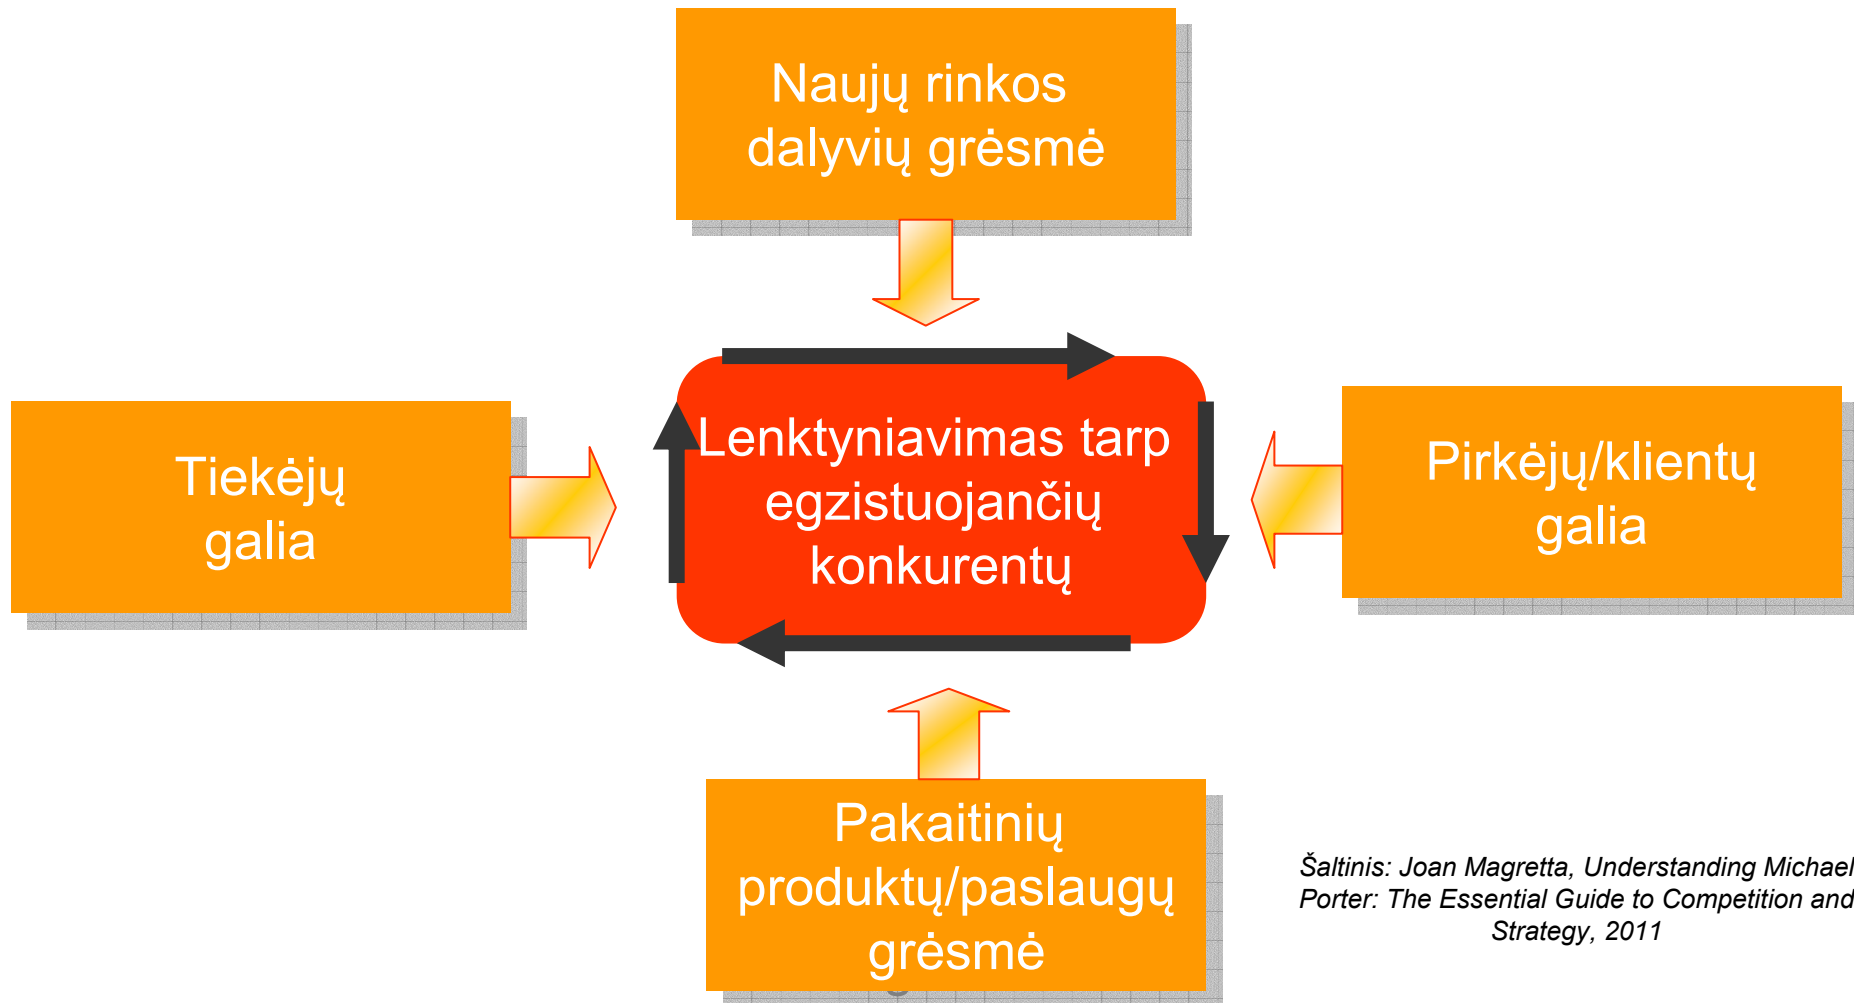 Naujų rinkos
dalyvių grėsmė
Tiekėjų
galia
Lenktyniavimas tarp
egzistuojančių
konkurentų
Pirkėjų/klientų
galia
Pakaitinių
produktų/paslaugų
grėsmė
Šaltinis: Joan Magretta, Understanding Michael
Porter: The Essential Guide to Competition and
Strategy, 2011